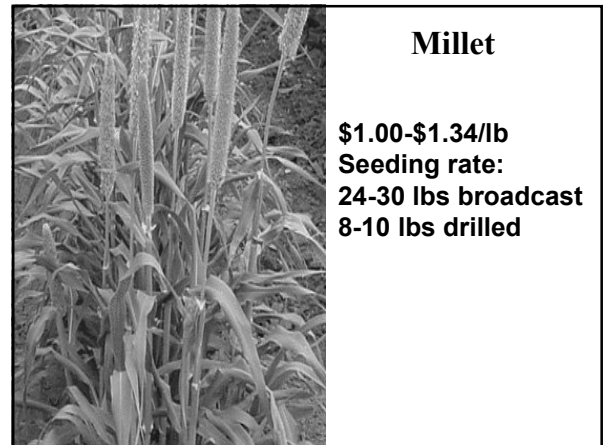 Millet
$1.00-$1.34/lb
Seeding rate:
24-30 lbs broadcast
8-10 lbs drilled